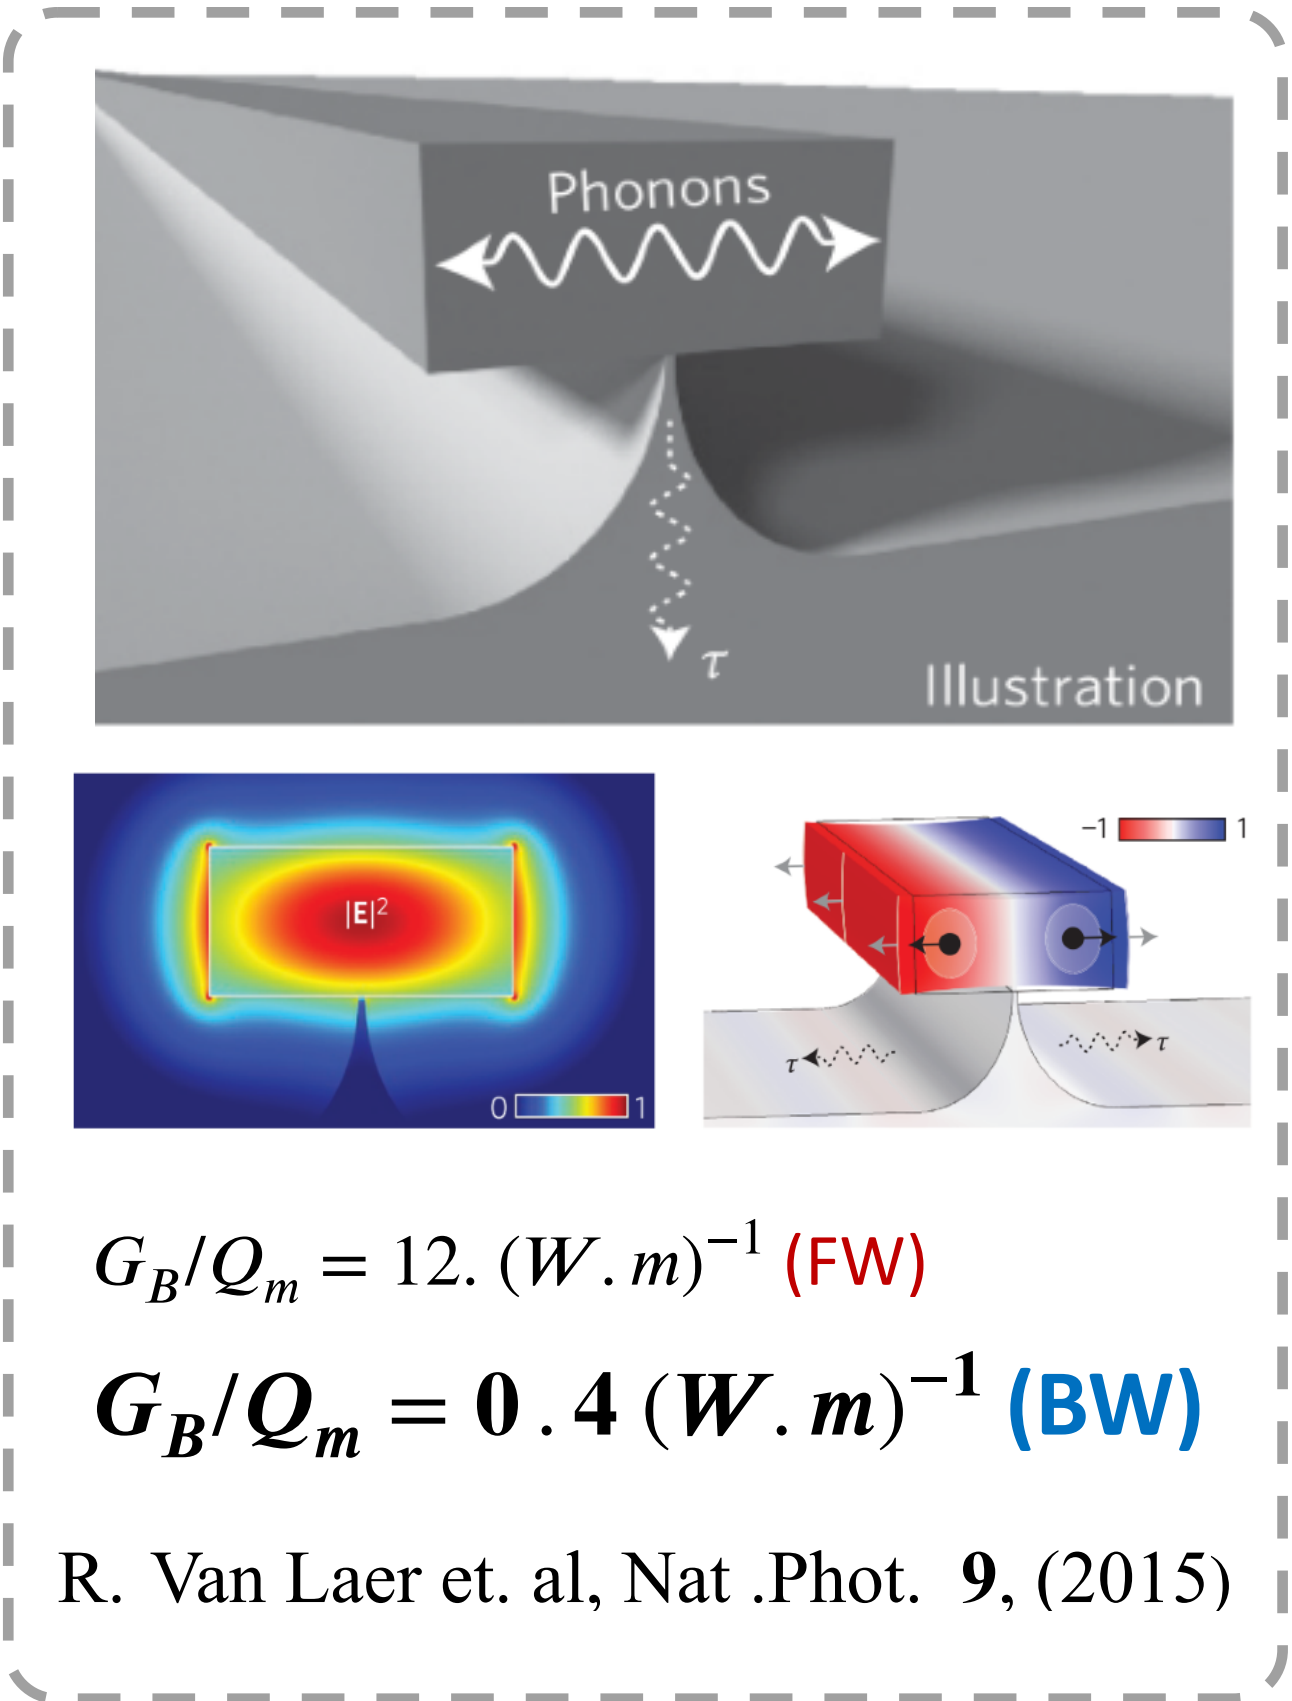 Phonons
τ
Illustration
|E|²
0 1
−1 1
τ τ
G_B/Q_m = 12. (W . m)⁻¹ (FW)
G_B/Q_m = 0 . 4 (W . m)⁻¹ (BW)
R. Van Laer et. al, Nat .Phot. 9, (2015)